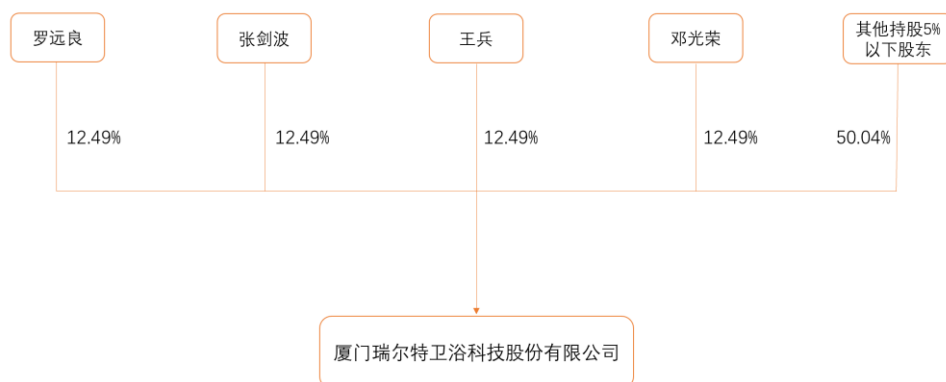 罗远良
张剑波
王兵
邓光荣
其他持股5%
以下股东
12.49%
12.49%
12.49%
12.49%
50.04%
厦门瑞尔特卫浴科技股份有限公司